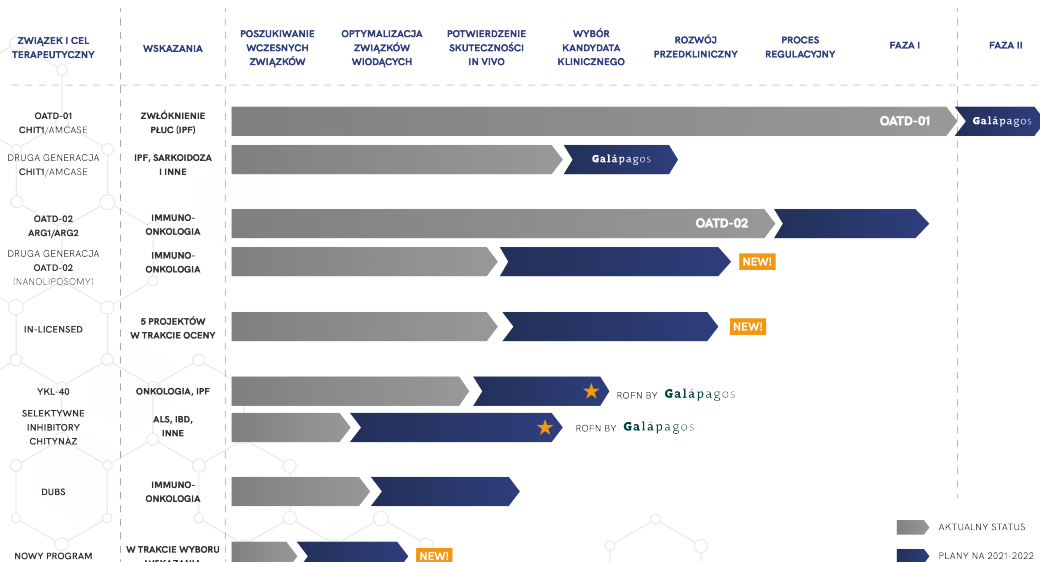 ZWIĄZEK I CEL
TERAPEUTYCZNY
WSKAZANIA
POSZUKIWANIE
WCZESNYCH
ZWIĄZKÓW
OPTYMALIZACJA
ZWIĄZKÓW
WIODĄCYCH
POTWIERDZENIE
SKUTECZNOŚCI
IN VIVO
WYBÓR
KANDYDATA
KLINICZNEGO
ROZWÓJ
PRZEDKLINICZNY
PROCES
REGULACYJNY
FAZA I
FAZA II
OATD-01
CHIT1/AMCASE
ZWŁÓKNIENIE
PŁUC (IPF)
OATD-01
Galápagos
DRUGA GENERACJA
CHIT1/AMCASE
IPF, SARKOIDOZA
I INNE
Galápagos
OATD-02
ARG1/ARG2
IMMUNO-
ONKOLOGIA
OATD-02
DRUGA GENERACJA
OATD-02
(NANOLIPOSOMY)
IMMUNO-
ONKOLOGIA
NEW!
IN-LICENSED
5 PROJEKTÓW
W TRAKCIE OCENY
NEW!
YKL-40
ONKOLOGIA, IPF
ROFN BY Galápagos
SELEKTYWNE
INHIBITORY
CHITYNAZ
ALS, IBD,
INNE
ROFN BY Galápagos
DUBS
IMMUNO-
ONKOLOGIA
NOWY PROGRAM
W TRAKCIE WYBORU
WSKAZANIA
NEW!
AKTUALNY STATUS
PLANY NA 2021-2022